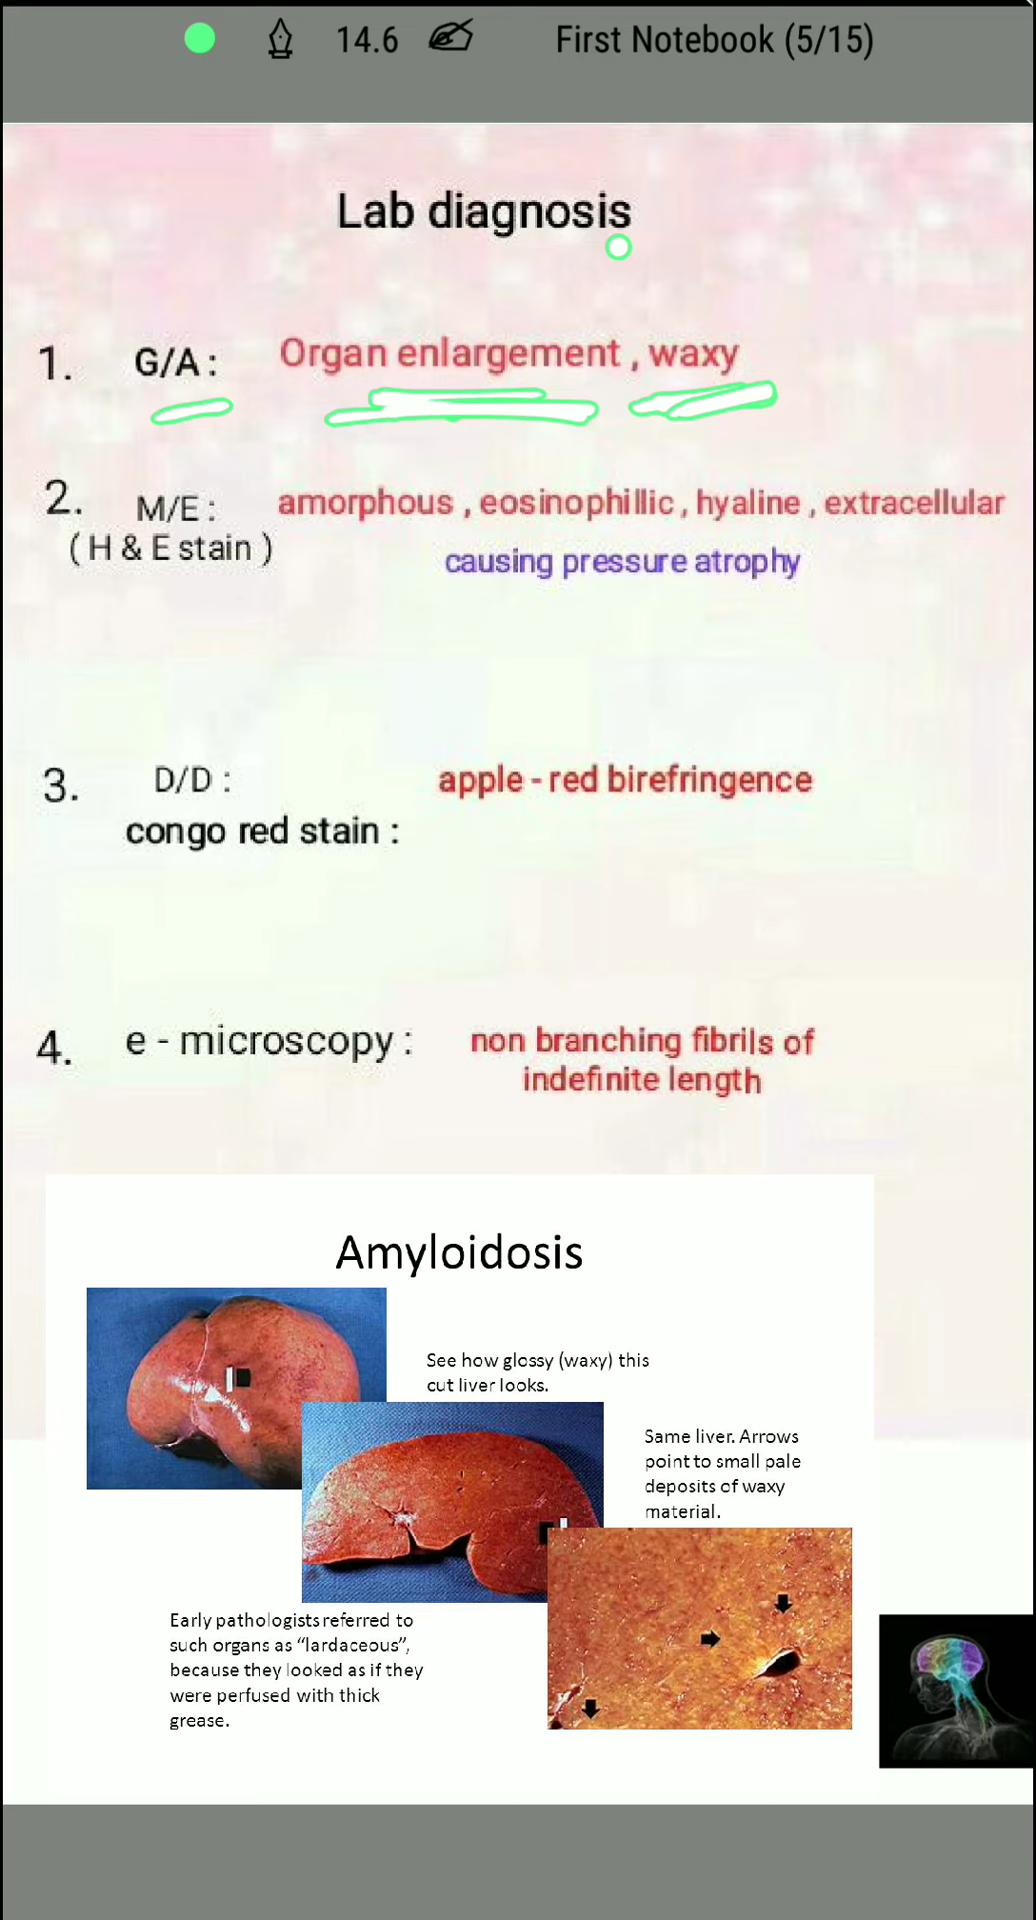 14.6 First Notebook (5/15)
Lab diagnosis
1. G/A : Organ enlargement , waxy
2. M/E : amorphous , eosinophillic , hyaline , extracellular
( H & E stain ) causing pressure atrophy
3. D/D : apple - red birefringence
congo red stain :
4. e - microscopy : non branching fibrils of
indefinite length
Amyloidosis
See how glossy (waxy) this
cut liver looks.
Same liver. Arrows
point to small pale
deposits of waxy
material.
Early pathologists referred to
such organs as “lardaceous”,
because they looked as if they
were perfused with thick
grease.